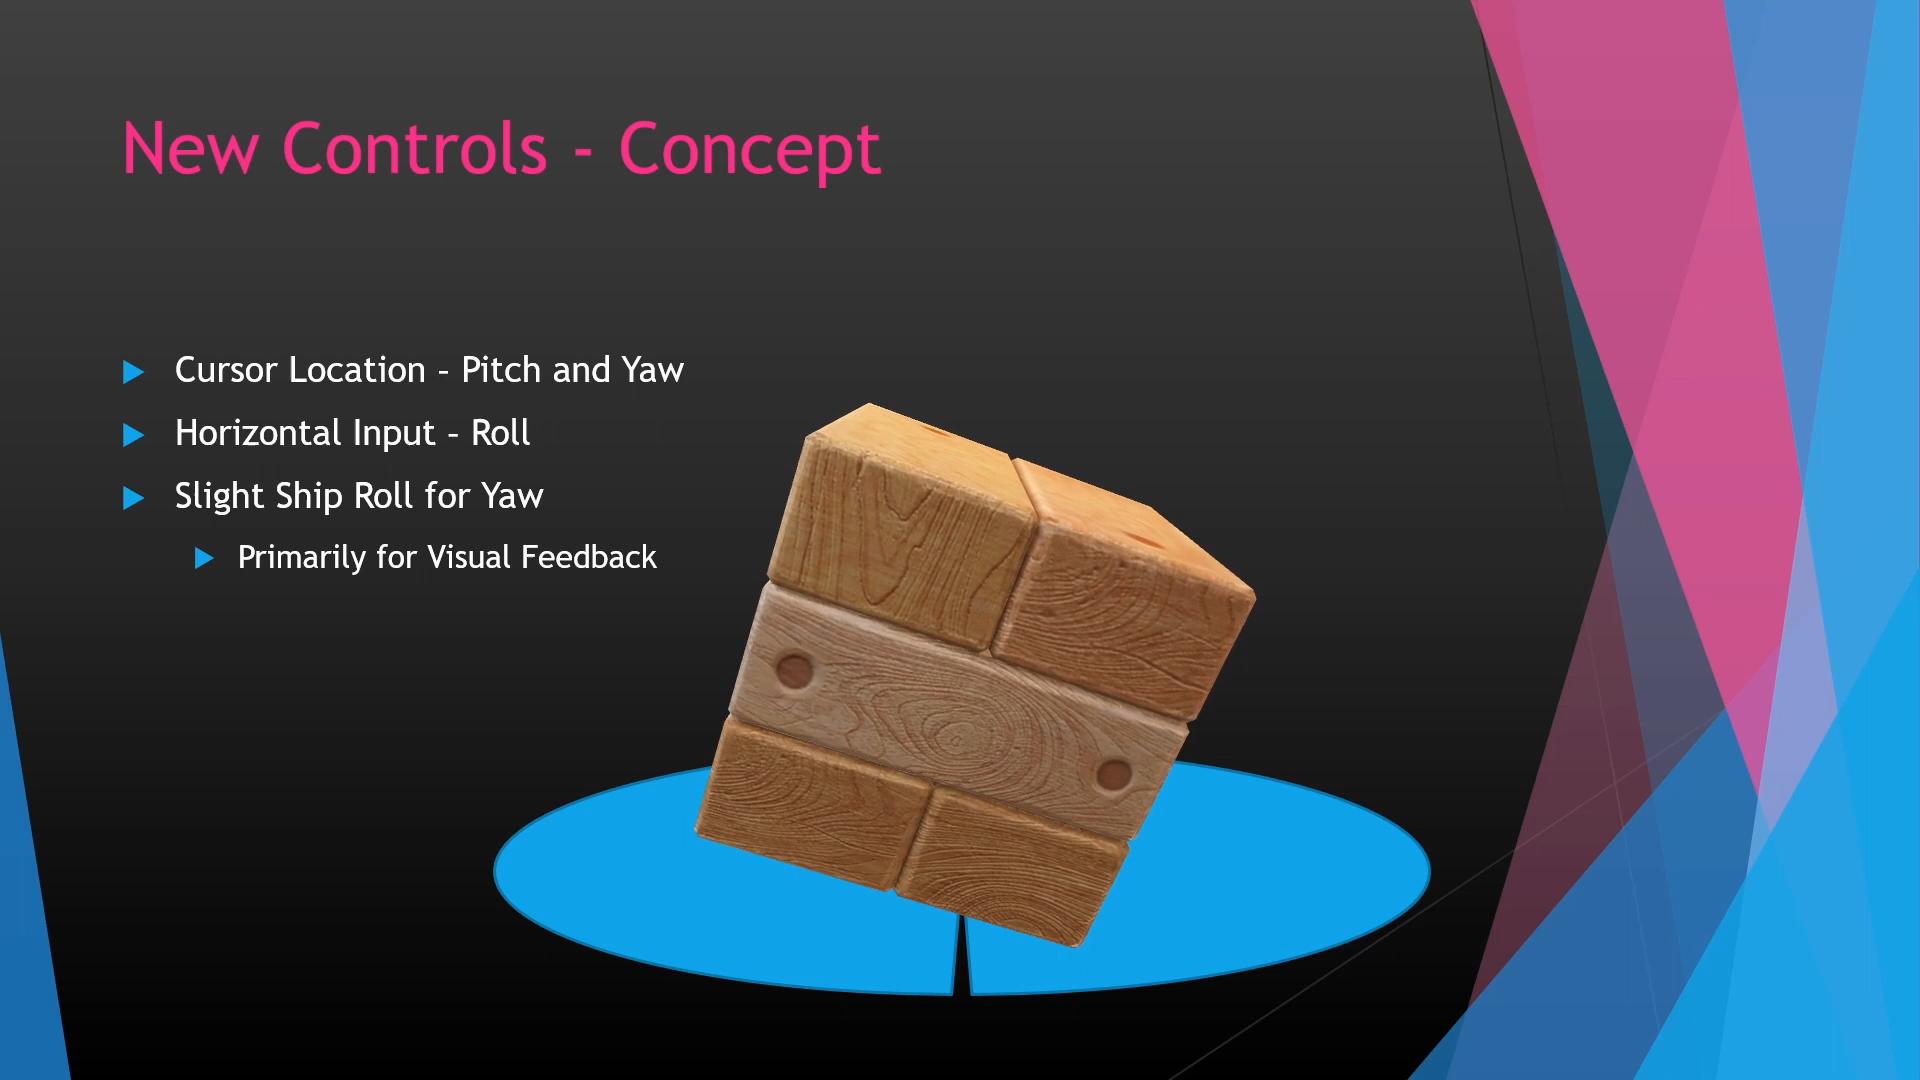 New Controls - Concept
Cursor Location – Pitch and Yaw
Horizontal Input – Roll
Slight Ship Roll for Yaw
Primarily for Visual Feedback